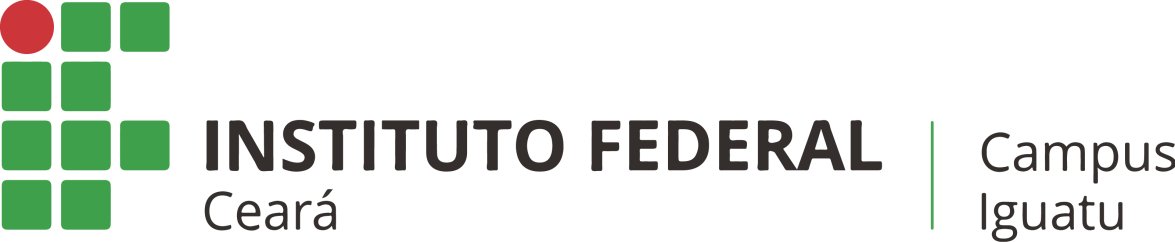 INSTITUTO FEDERAL
Ceará
Campus
Iguatu